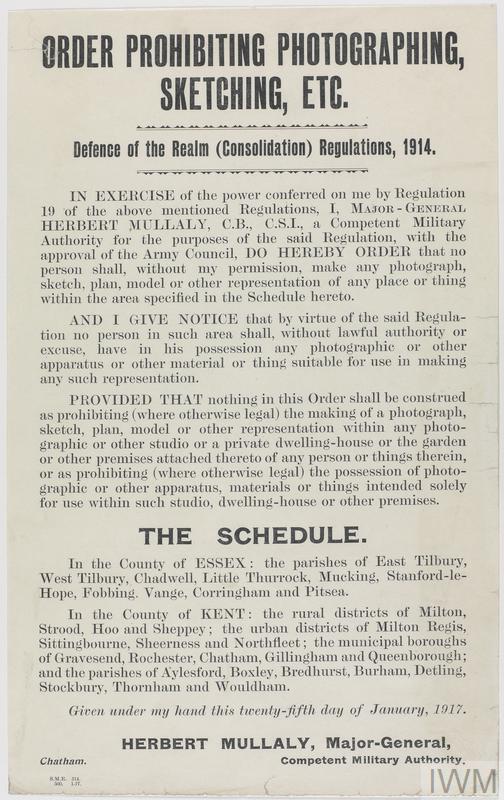 ORDER PROHIBITING PHOTOGRAPHING,
SKETCHING, ETC.
Defence of the Realm (Consolidation) Regulations, 1914.
IN EXERCISE of the power conferred on me by Regulation
19 of the above mentioned Regulations, I, MAJOR-GENERAL
HERBERT MULLALY, C.B., C.S.I., a Competent Military
Authority for the purposes of the said Regulation, with the
approval of the Army Council, DO HEREBY ORDER that no
person shall, without my permission, make any photograph,
sketch, plan, model or other representation of any place or thing
within the area specified in the Schedule hereto.
AND I GIVE NOTICE that by virtue of the said Regula-
tion no person in such area shall, without lawful authority or
excuse, have in his possession any photographic or other
apparatus or other material or thing suitable for use in making
any such representation.
PROVIDED THAT nothing in this Order shall be construed
as prohibiting (where otherwise legal) the making of a photograph,
sketch, plan, model or other representation within any photo-
graphic or other studio or a private dwelling-house or the garden
or other premises attached thereto of any person or things therein,
or as prohibiting (where otherwise legal) the possession of photo-
graphic or other apparatus, materials or things intended solely
for use within such studio, dwelling-house or other premises.
THE SCHEDULE.
In the County of ESSEX: the parishes of East Tilbury,
West Tilbury, Chadwell, Little Thurrock, Mucking, Stanford-le-
Hope, Fobbing. Vange, Corringham and Pitsea.
In the County of KENT: the rural districts of Milton,
Strood, Hoo and Sheppey; the urban districts of Milton Regis,
Sittingbourne, Sheerness and Northfleet; the municipal boroughs
of Gravesend, Rochester, Chatham, Gillingham and Queenborough;
and the parishes of Aylesford, Boxley, Bredhurst, Burham, Detling,
Stockbury, Thornham and Wouldham.
Given under my hand this twenty-fifth day of January, 1917.
HERBERT MULLALY, Major-General,
Chatham. Competent Military Authority.
S.M.E. 314.
500. 1-17.
IWM